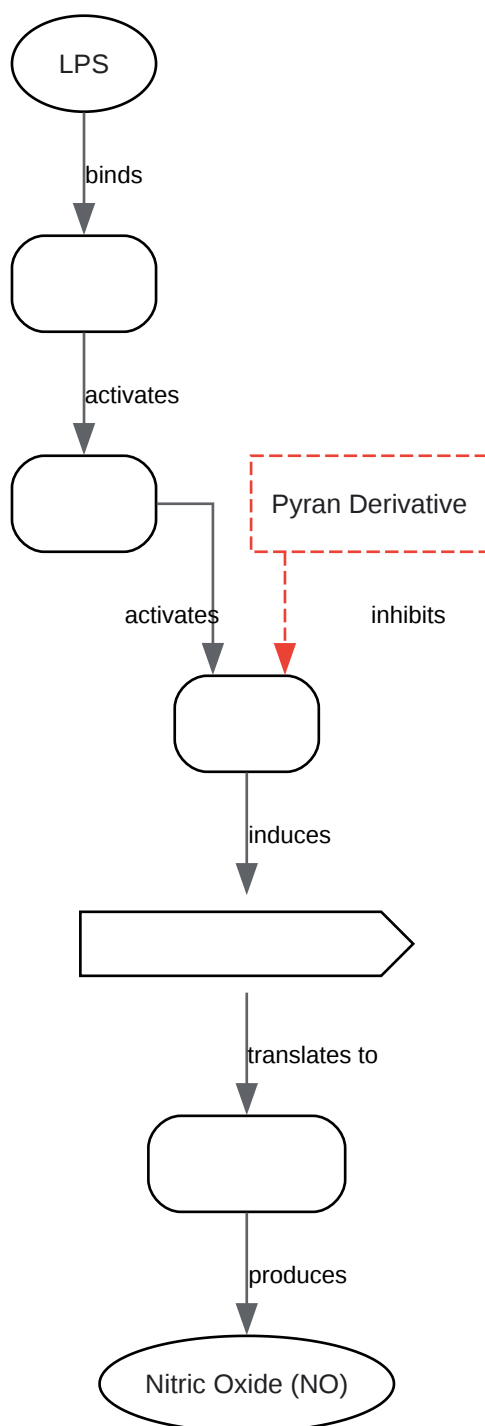 LPS
binds
activates
Pyran Derivative
activates
inhibits
induces
translates to
produces
Nitric Oxide (NO)